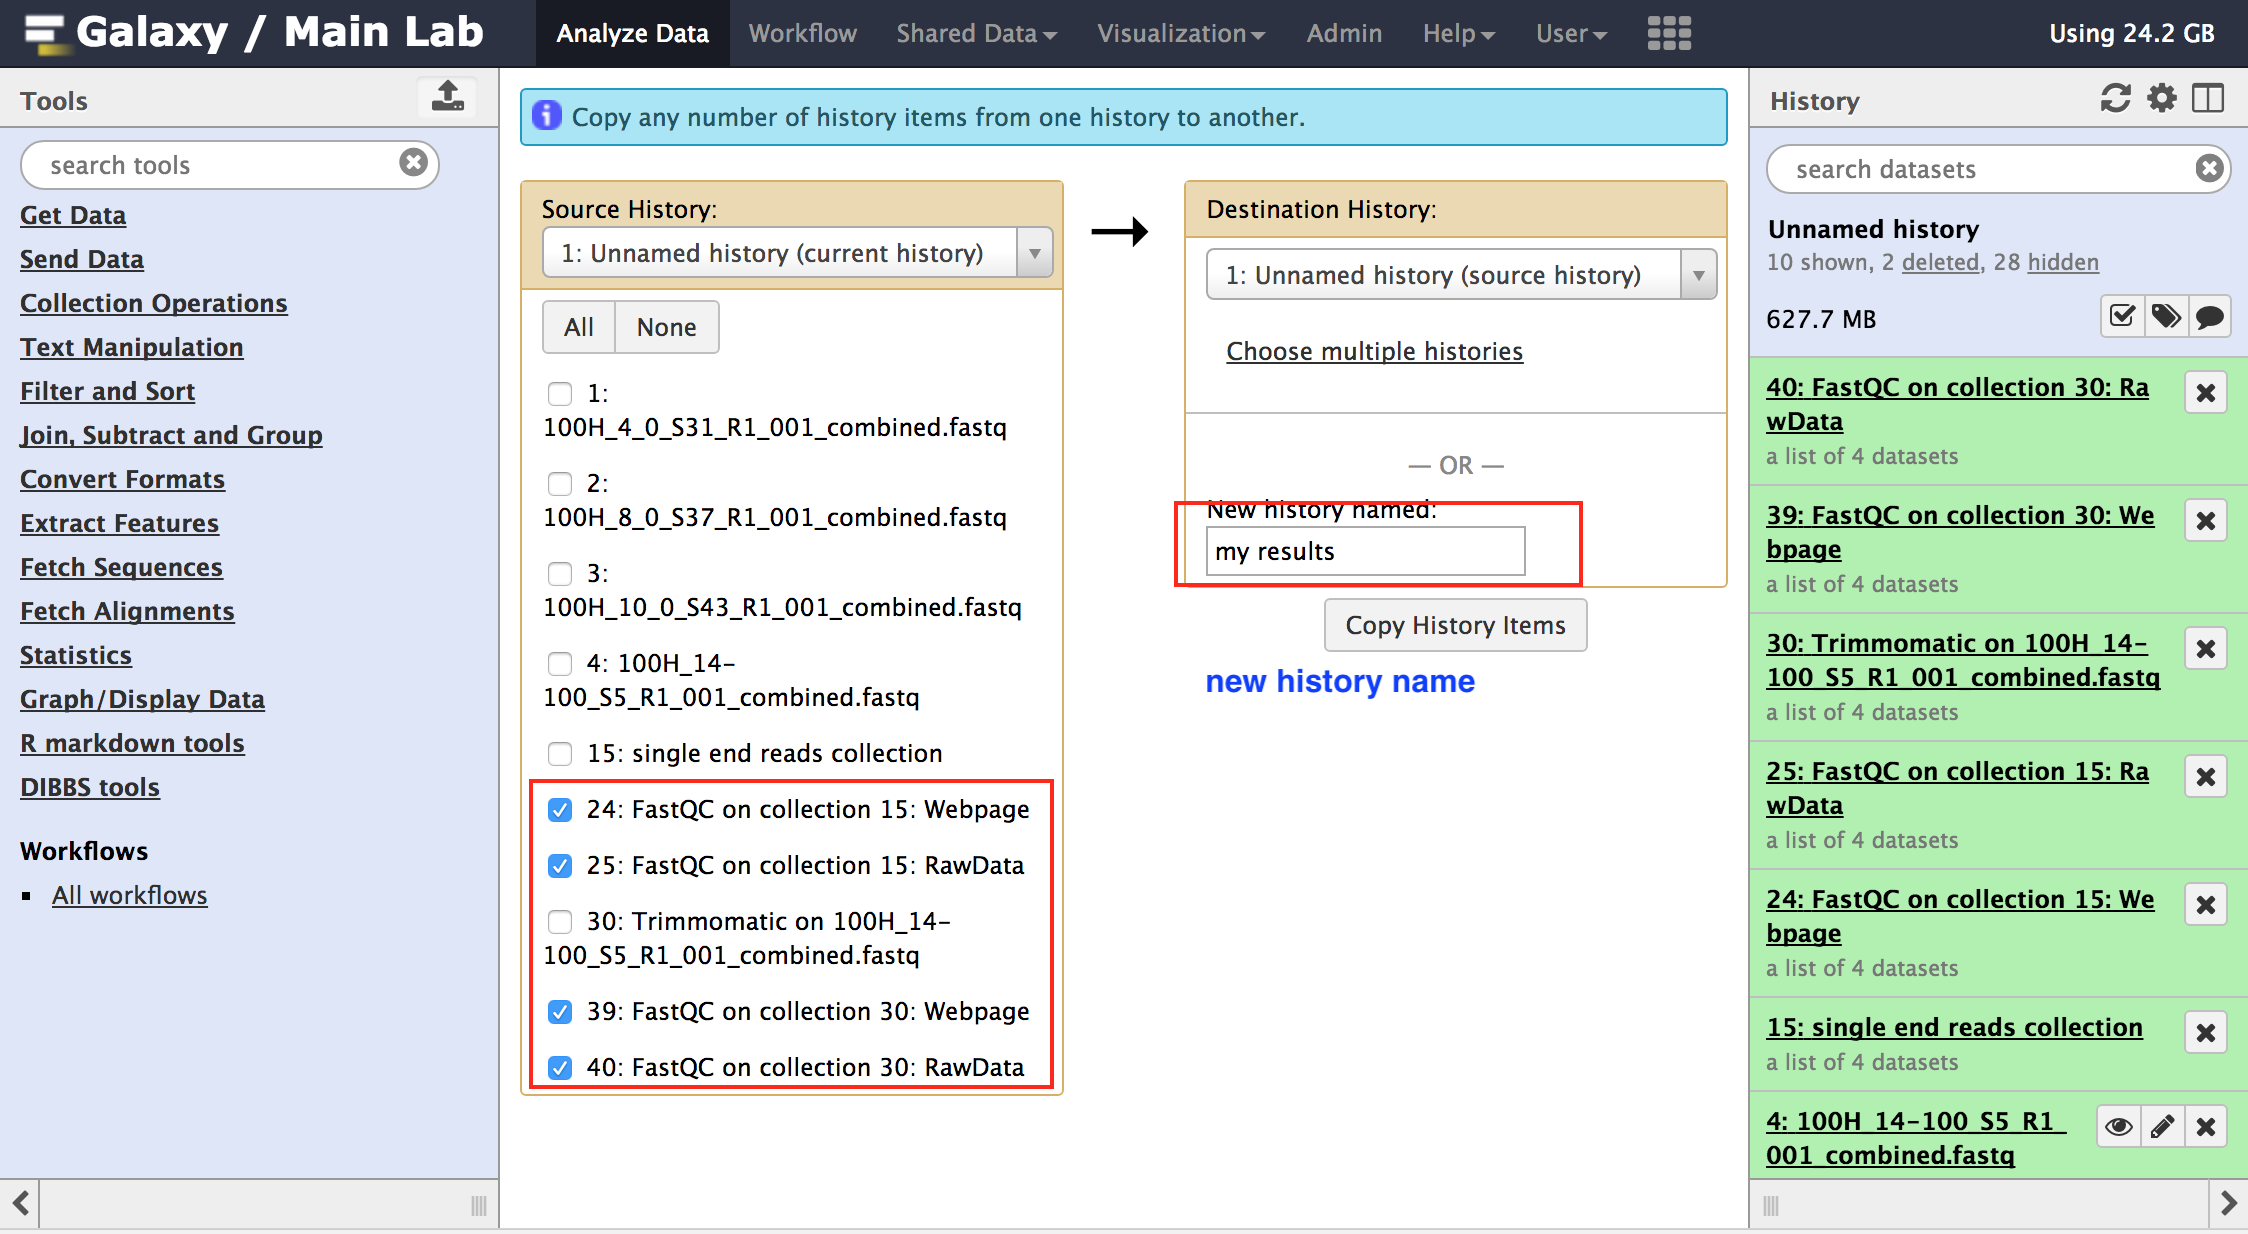 Galaxy / Main Lab
Analyze Data
Workflow
Shared Data
Visualization
Admin
Help
User
Using 24.2 GB
Tools
search tools
Get Data
Send Data
Collection Operations
Text Manipulation
Filter and Sort
Join, Subtract and Group
Convert Formats
Extract Features
Fetch Sequences
Fetch Alignments
Statistics
Graph/Display Data
R markdown tools
DIBBS tools
Workflows
All workflows
Copy any number of history items from one history to another.
Source History:
1: Unnamed history (current history)
All
None
1:
100H_4_0_S31_R1_001_combined.fastq
2:
100H_8_0_S37_R1_001_combined.fastq
3:
100H_10_0_S43_R1_001_combined.fastq
4: 100H_14-
100_S5_R1_001_combined.fastq
15: single end reads collection
24: FastQC on collection 15: Webpage
25: FastQC on collection 15: RawData
30: Trimmomatic on 100H_14-
100_S5_R1_001_combined.fastq
39: FastQC on collection 30: Webpage
40: FastQC on collection 30: RawData
Destination History:
1: Unnamed history (source history)
Choose multiple histories
— OR —
New history named:
my results
Copy History Items
new history name
History
search datasets
Unnamed history
10 shown, 2 deleted, 28 hidden
627.7 MB
40: FastQC on collection 30: Ra
wData
a list of 4 datasets
39: FastQC on collection 30: We
bpage
a list of 4 datasets
30: Trimmomatic on 100H_14-
100_S5_R1_001_combined.fastq
a list of 4 datasets
25: FastQC on collection 15: Ra
wData
a list of 4 datasets
24: FastQC on collection 15: We
bpage
a list of 4 datasets
15: single end reads collection
a list of 4 datasets
4: 100H_14-100_S5_R1_
001_combined.fastq